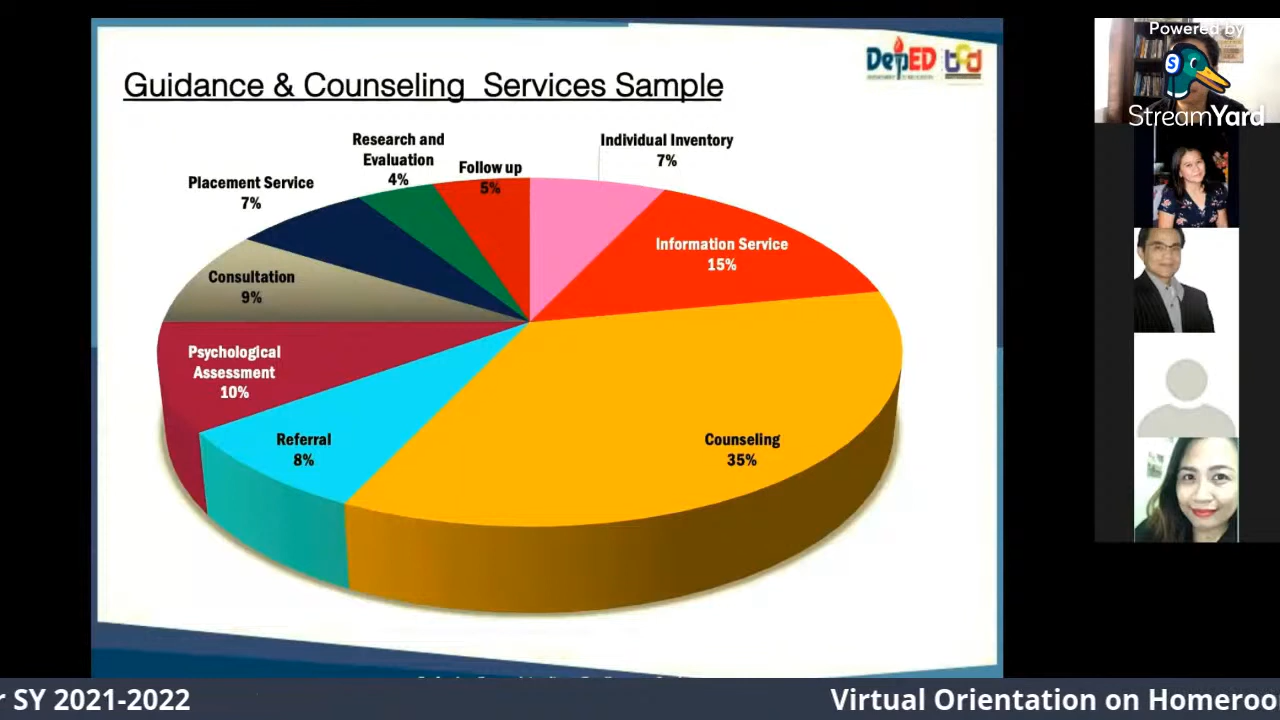 Powered by
StreamYard
DepED
Guidance & Counseling Services Sample
Research and
Evaluation
4%
Follow up
5%
Individual Inventory
7%
Placement Service
7%
Information Service
15%
Consultation
9%
Psychological
Assessment
10%
Referral
8%
Counseling
35%
r SY 2021-2022
Virtual Orientation on Homeroo